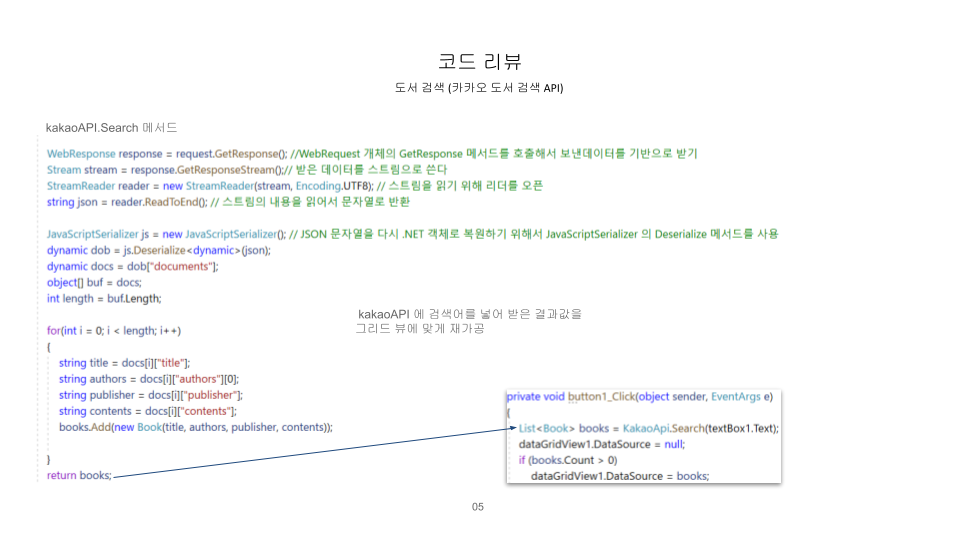 코드 리뷰
도서 검색 (카카오 도서 검색 API)
kakaoAPI.Search 메서드
WebResponse response = request.GetResponse(); //WebRequest 개체의 GetResponse 메서드를 호출해서 보낸데이터를 기반으로 받기
Stream stream = response.GetResponseStream();// 받은 데이터를 스트림으로 쓴다
StreamReader reader = new StreamReader(stream, Encoding.UTF8); // 스트림을 읽기 위해 리더를 오픈
string json = reader.ReadToEnd(); // 스트림의 내용을 읽어서 문자열로 반환
JavaScriptSerializer js = new JavaScriptSerializer(); // JSON 문자열을 다시 .NET 객체로 복원하기 위해서 JavaScriptSerializer 의 Deserialize 메서드를 사용
dynamic dob = js.Deserialize<dynamic>(json);
dynamic docs = dob["documents"];
object[] buf = docs;
int length = buf.Length;
for(int i = 0; i < length; i++)
{
string title = docs[i]["title"];
string authors = docs[i]["authors"][0];
string publisher = docs[i]["publisher"];
string contents = docs[i]["contents"];
books.Add(new Book(title, authors, publisher, contents));
}
return books;
kakaoAPI 에 검색어를 넣어 받은 결과값을
그리드 뷰에 맞게 재가공
private void button1_Click(object sender, EventArgs e)
{
List<Book> books = KakaoApi.Search(textBox1.Text);
dataGridView1.DataSource = null;
if (books.Count > 0)
dataGridView1.DataSource = books;
05